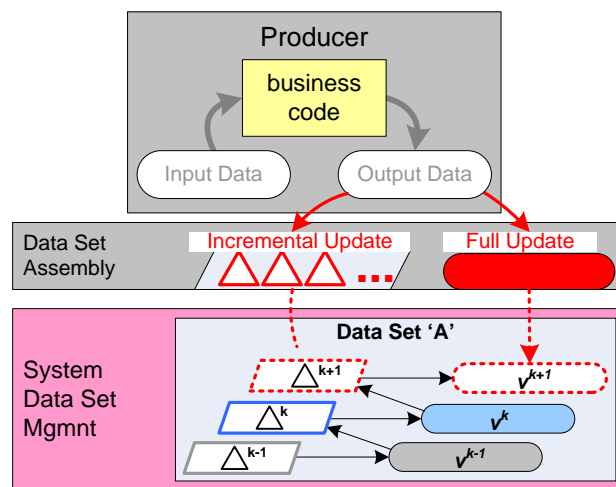 Producer
business
code
Input Data
Output Data
Data Set
Assembly
Incremental Update
Full Update
System
Data Set
Mgmnt
Data Set ‘A’
△k+1
vk+1
△k
vk
△k-1
vk-1